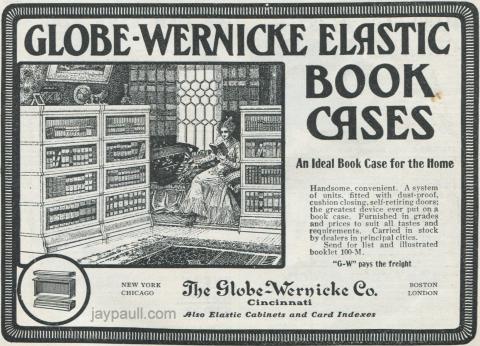 GLOBE-WERNICKE ELASTIC
BOOK
CASES
An Ideal Book Case for the Home
Handsome, convenient. A system
of units, fitted with dust-proof,
cushion closing, self-retiring doors;
the greatest device ever put on a
book case. Furnished in grades
and prices to suit all tastes and
requirements. Carried in stock
by dealers in principal cities.
Send for list and illustrated
booklet 100-M.
"G-W" pays the freight
NEW YORK
CHICAGO
The Globe-Wernicke Co.
Cincinnati
BOSTON
LONDON
Also Elastic Cabinets and Card Indexes
jaypaull.com